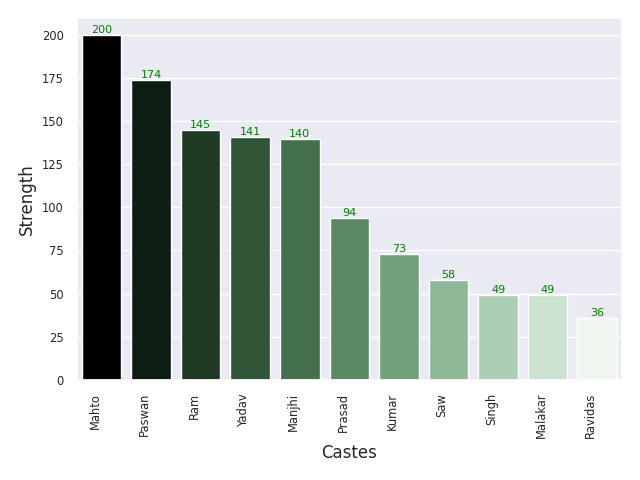 200
174
145
141
140
94
73
58
49
49
36
200
175
150
125
100
75
50
25
0
Strength
Mahto
Paswan
Ram
Yadav
Manjhi
Prasad
Kumar
Saw
Singh
Malakar
Ravidas
Castes